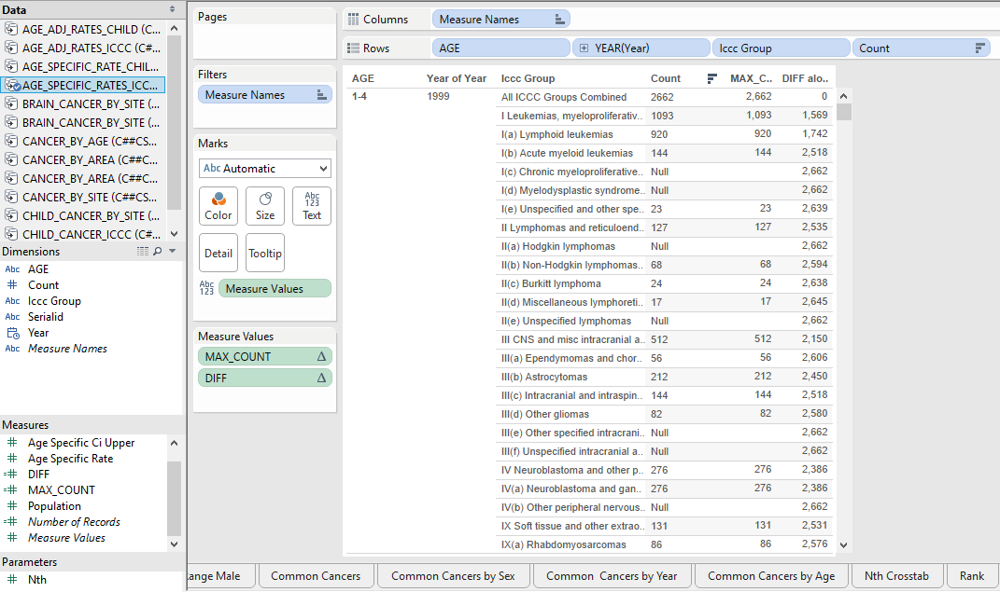 Data
AGE_ADJ_RATES_CHILD (C...
AGE_ADJ_RATES_ICCC (C#...
AGE_SPECIFIC_RATE_CHIL...
AGE_SPECIFIC_RATES_ICC...
BRAIN_CANCER_BY_SITE (...
BRAIN_CANCER_BY_SITE (...
CANCER_BY_AGE (C##CS...
CANCER_BY_AREA (C##C...
CANCER_BY_AREA (C##C...
CANCER_BY_SITE (C##CS...
CHILD_CANCER_BY_SITE (...
CHILD_CANCER_ICCC (C#...
Dimensions
Abc AGE
# Count
Abc Iccc Group
Abc Serialid
Year
Abc Measure Names
Measures
# Age Specific Ci Upper
# Age Specific Rate
=# DIFF
=# MAX_COUNT
# Population
=# Number of Records
# Measure Values
Parameters
# Nth
Pages
Filters
Measure Names
Marks
Abc Automatic
Color
Size
Abc 123 Text
Detail
Tooltip
Abc 123 Measure Values
Measure Values
MAX_COUNT Δ
DIFF Δ
Columns Measure Names
Rows AGE YEAR(Year) Iccc Group Count
AGE Year of Year Iccc Group Count MAX_C.. DIFF alo..
1-4 1999 All ICCC Groups Combined 2662 2,662 0
I Leukemias, myeloproliferativ.. 1093 1,093 1,569
I(a) Lymphoid leukemias 920 920 1,742
I(b) Acute myeloid leukemias 144 144 2,518
I(c) Chronic myeloproliferative.. Null 2,662
I(d) Myelodysplastic syndrome.. Null 2,662
I(e) Unspecified and other spe.. 23 23 2,639
II Lymphomas and reticuloend.. 127 127 2,535
II(a) Hodgkin lymphomas Null 2,662
II(b) Non-Hodgkin lymphomas.. 68 68 2,594
II(c) Burkitt lymphoma 24 24 2,638
II(d) Miscellaneous lymphoreti.. 17 17 2,645
II(e) Unspecified lymphomas Null 2,662
III CNS and misc intracranial a.. 512 512 2,150
III(a) Ependymomas and chor.. 56 56 2,606
III(b) Astrocytomas 212 212 2,450
III(c) Intracranial and intraspin.. 144 144 2,518
III(d) Other gliomas 82 82 2,580
III(e) Other specified intracrani.. Null 2,662
III(f) Unspecified intracranial a.. Null 2,662
IV Neuroblastoma and other p.. 276 276 2,386
IV(a) Neuroblastoma and gan.. 276 276 2,386
IV(b) Other peripheral nervous.. Null 2,662
IX Soft tissue and other extrao.. 131 131 2,531
IX(a) Rhabdomyosarcomas 86 86 2,576
ange Male Common Cancers Common Cancers by Sex Common Cancers by Year Common Cancers by Age Nth Crosstab Rank